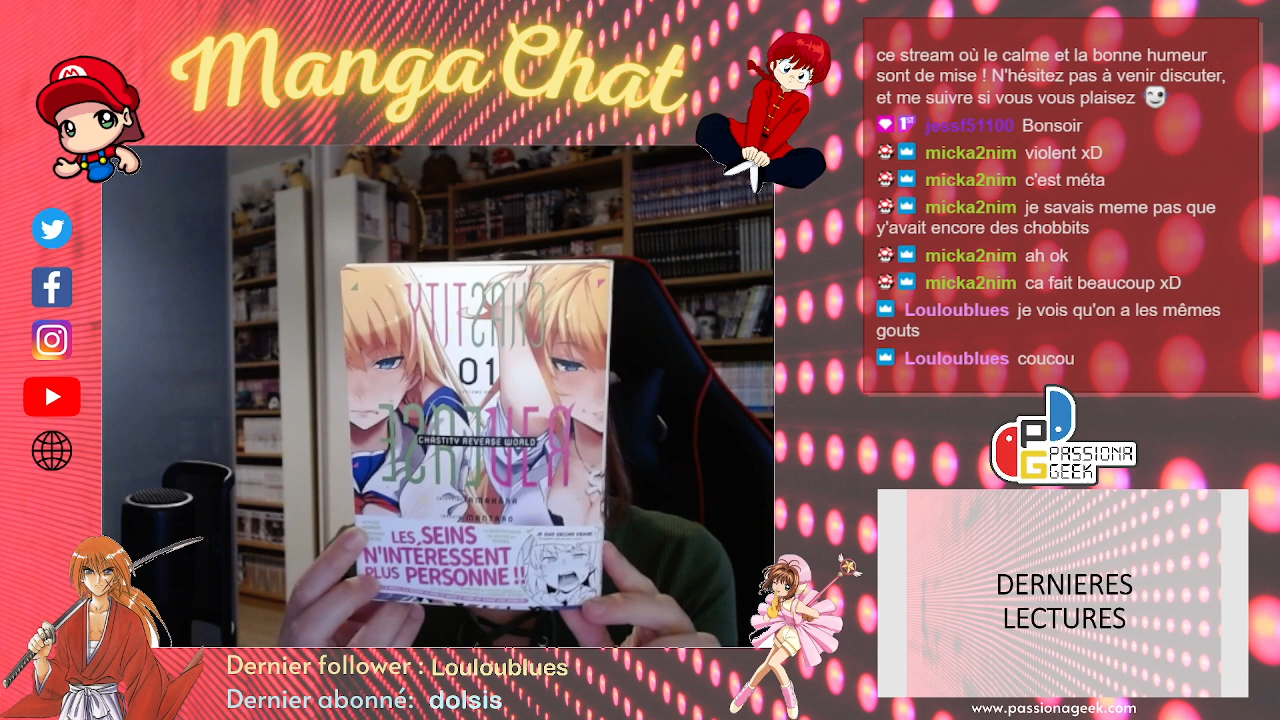 Manga Chat
ce stream où le calme et la bonne humeur
sont de mise ! N'hésitez pas à venir discuter,
et me suivre si vous vous plaisez
1ST jessf51100 Bonsoir
micka2nim violent xD
micka2nim c'est méta
micka2nim je savais meme pas que
y'avait encore des chobbits
micka2nim ah ok
micka2nim ca fait beaucoup xD
Louloublues je vois qu'on a les mêmes
gouts
Louloublues coucou
01
CHASTITY REVERSE WORLD
LES SEINS
N'INTÉRESSENT
PLUS PERSONNE !!
P
G
PASSIONA
GEEK
DERNIERES
LECTURES
Dernier follower : Louloublues
Dernier abonné: dolsis
www.passionageek.com